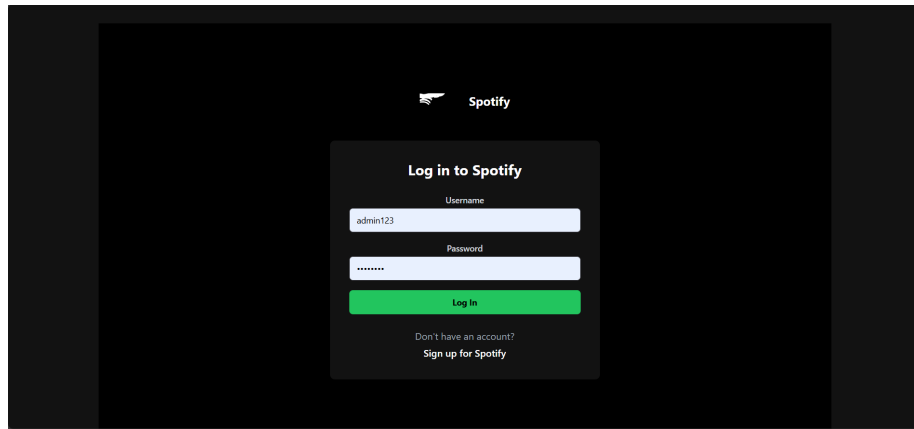 Spotify
Log in to Spotify
Username
admin123
Password
••••••••
Log In
Don't have an account?
Sign up for Spotify